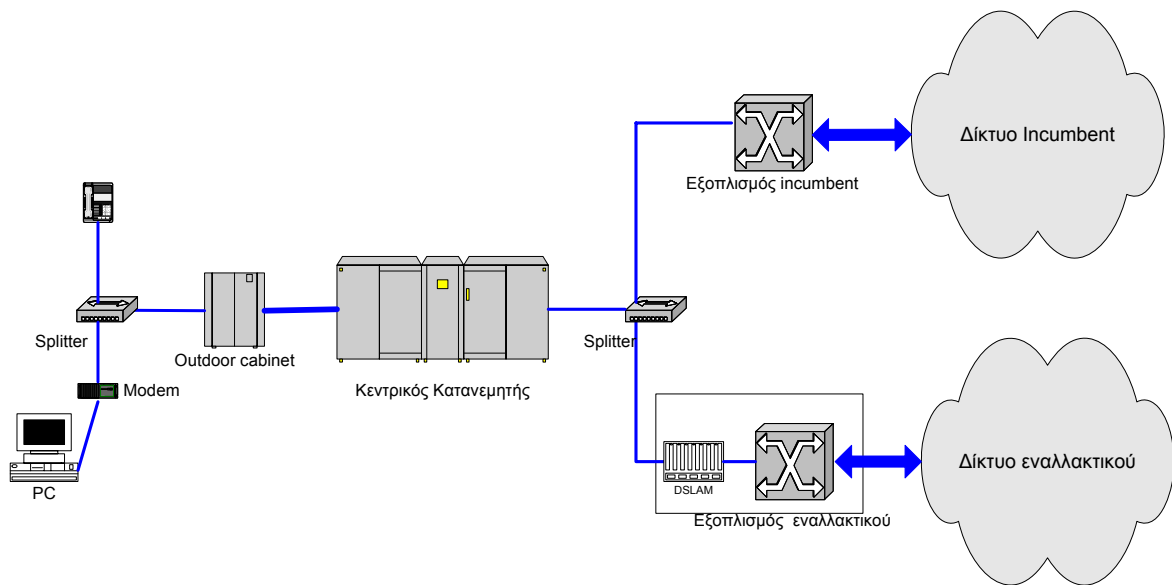 Δίκτυο Incumbent
Εξοπλισμός incumbent
Splitter
Outdoor cabinet
Splitter
Modem
Κεντρικός Κατανεμητής
PC
DSLAM
Δίκτυο εναλλακτικού
Εξοπλισμός εναλλακτικού